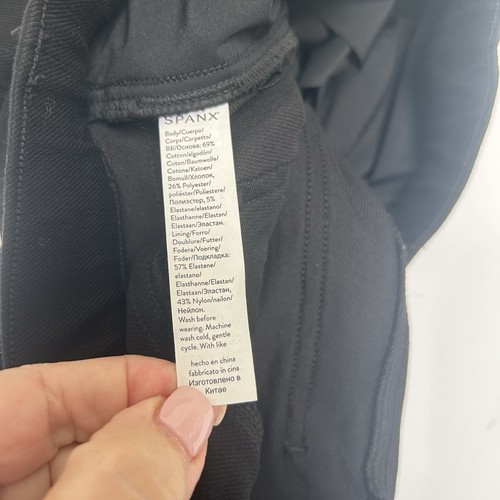 SPANX
Body/Cuerpo/
Corps/Corpetto/
Bål/Основа: 69%
Cotton/algodón/
Coton/Baumwolle/
Cotone/Katoen/
Bomull/Хлопок,
26% Polyester/
poliéster/Poliestere/
Полиэстер, 5%
Elastane/elastano/
Elasthanne/Elastan/
Elastaan/Эластан.
Lining/Forro/
Doublure/Futter/
Fodera/Voering/
Foder/Подкладка:
57% Elastane/
elastano/
Elasthanne/Elastan/
Elastaan/Эластан,
43% Nylon/nailon/
Нейлон.
Wash before
wearing. Machine
wash cold, gentle
cycle. With like
hecho en china
fabbricato in cina
Изготовлено в
Китае